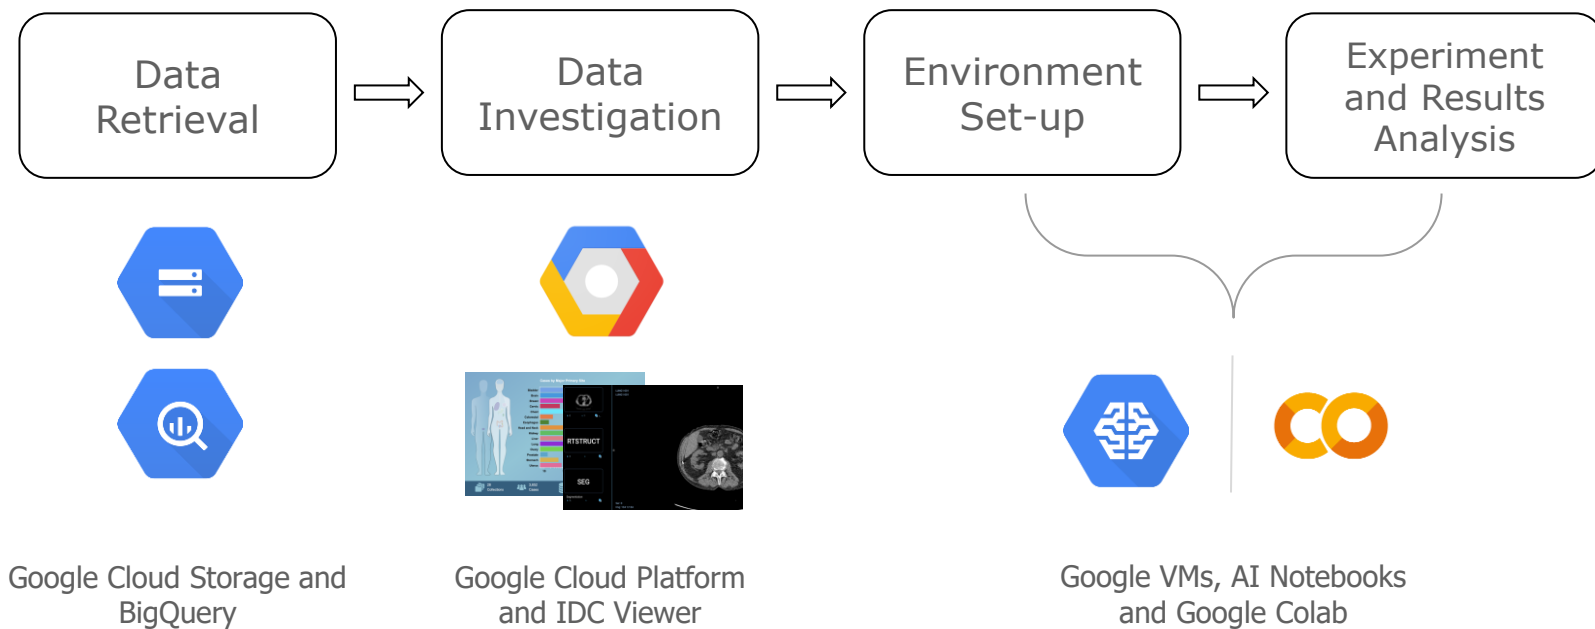 Data
Retrieval
Data
Investigation
Environment
Set-up
Experiment
and Results
Analysis
RTSTRUCT
SEG
Google Cloud Storage and
BigQuery
Google Cloud Platform
and IDC Viewer
Google VMs, AI Notebooks
and Google Colab